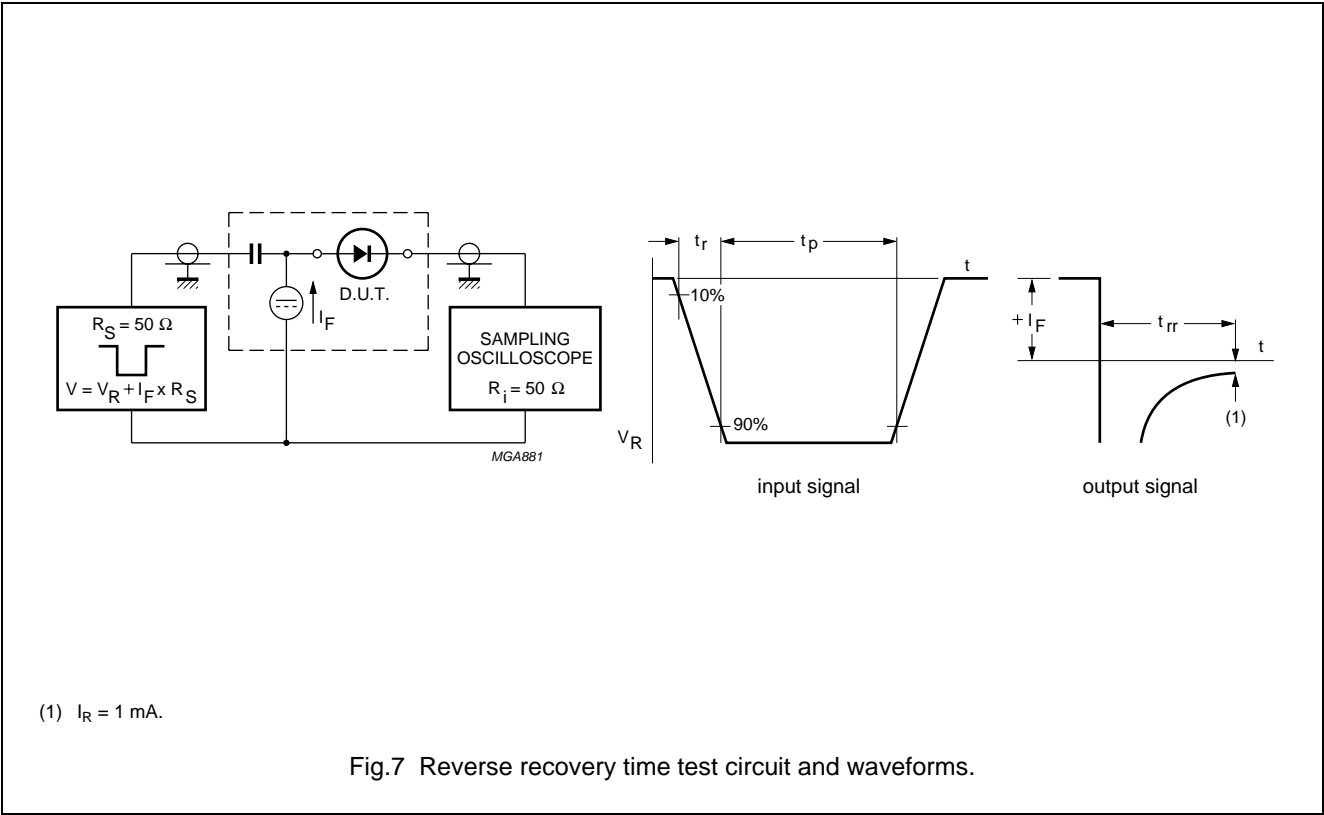 R_S = 50 Ω
V = V_R + I_F x R_S
D.U.T.
I_F
SAMPLING
OSCILLOSCOPE
R_i = 50 Ω
MGA881
t_r
t_p
t
10%
90%
V_R
input signal
+ I_F
t_rr
t
(1)
output signal
(1) I_R = 1 mA.
Fig.7 Reverse recovery time test circuit and waveforms.